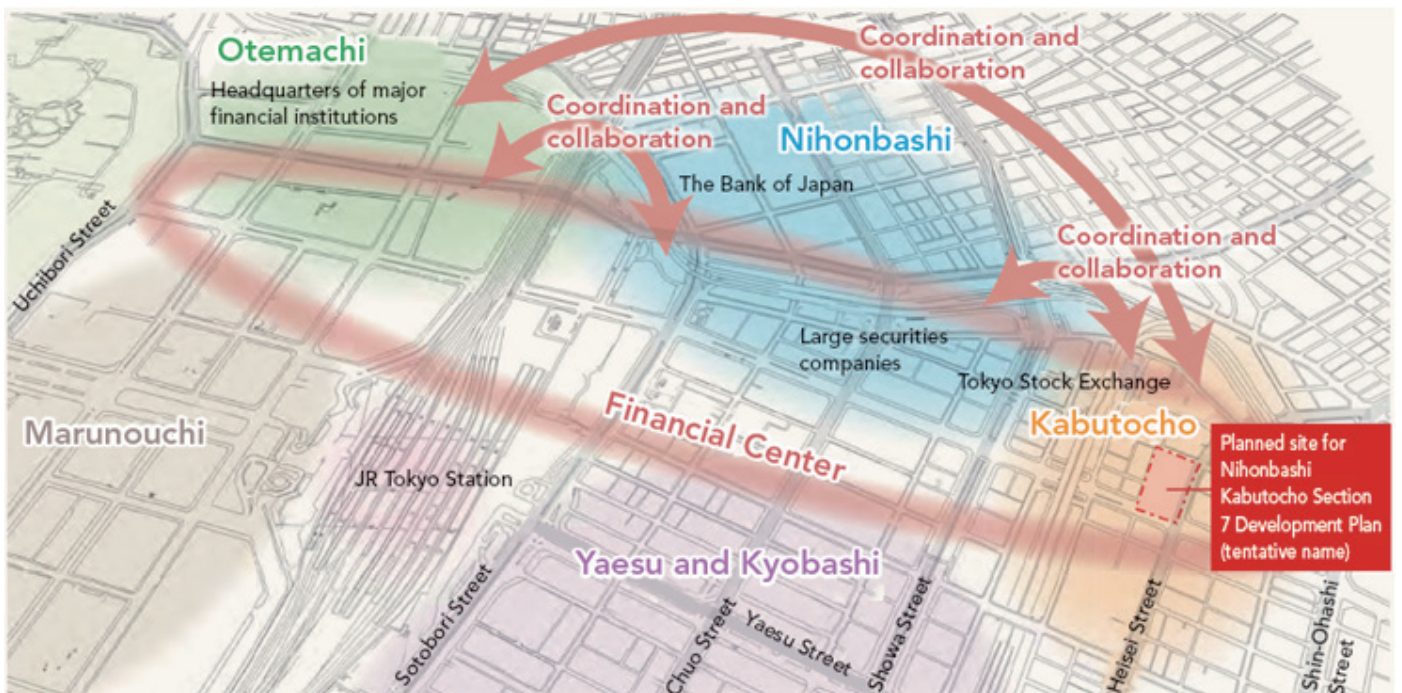 Otemachi
Headquarters of major
financial institutions
Coordination and
collaboration
Coordination and
collaboration
Nihonbashi
The Bank of Japan
Coordination and
collaboration
Uchibori Street
Large securities
companies
Tokyo Stock Exchange
Kabutocho
Marunouchi
Financial Center
JR Tokyo Station
Planned site for
Nihonbashi
Kabutocho Section
7 Development Plan
(tentative name)
Yaesu and Kyobashi
Sotobori Street
Chuo Street
Yaesu Street
Showa Street
Heisei Street
Shin-Ohashi
Street